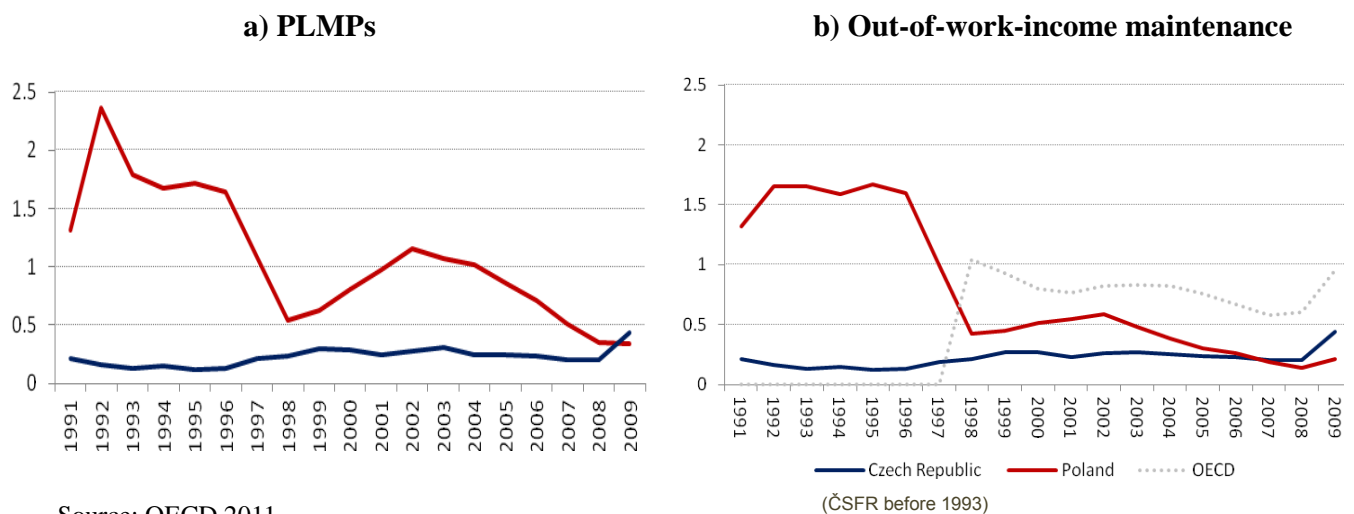 a) PLMPs
b) Out-of-work-income maintenance
2.5
2
1.5
1
0.5
0
1991 1992 1993 1994 1995 1996 1997 1998 1999 2000 2001 2002 2003 2004 2005 2006 2007 2008 2009
2.5
2
1.5
1
0.5
0
1991 1992 1993 1994 1995 1996 1997 1998 1999 2000 2001 2002 2003 2004 2005 2006 2007 2008 2009
Czech Republic Poland OECD
(ČSFR before 1993)
Source: OECD 2011